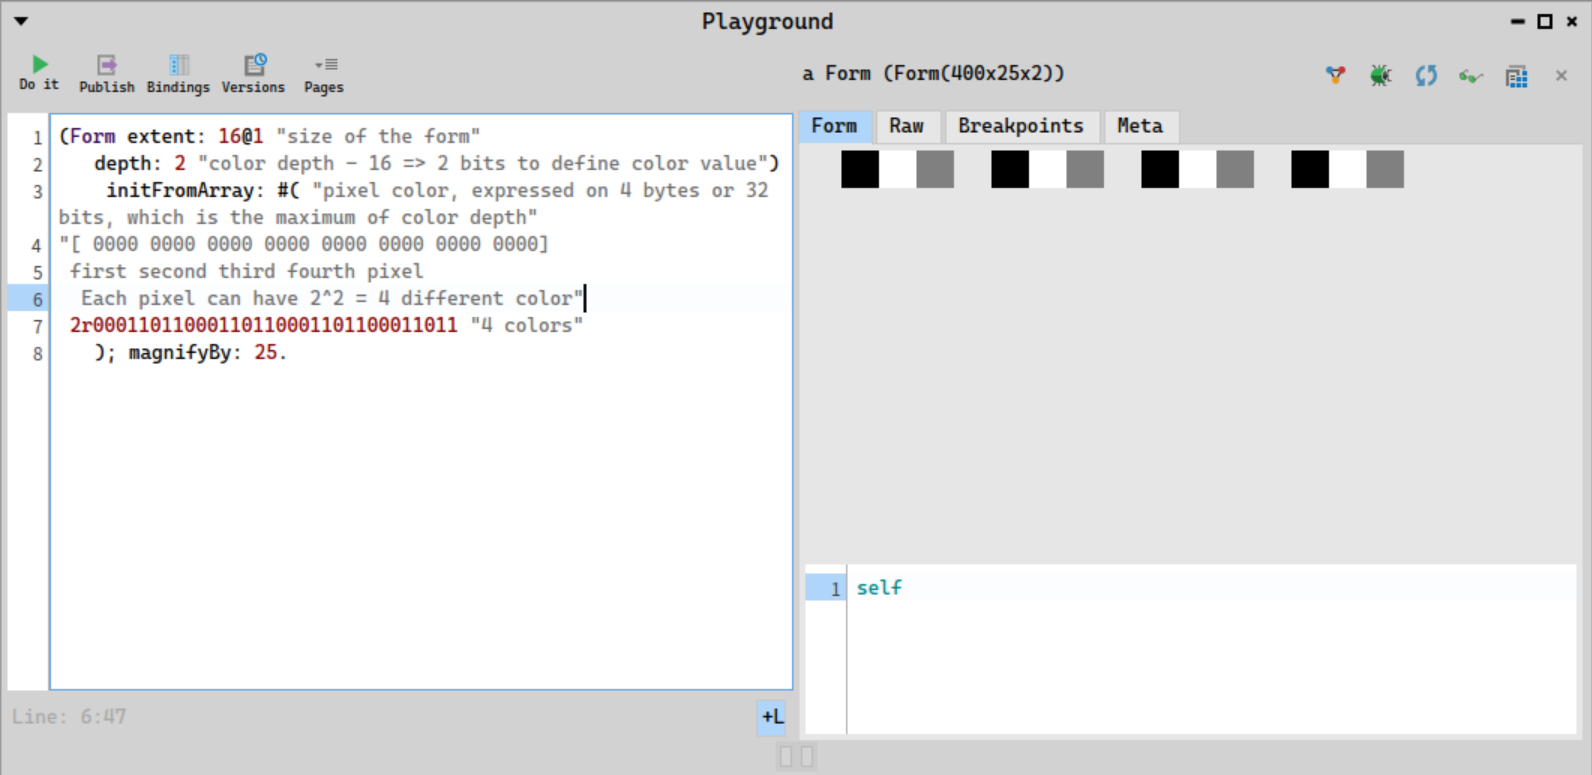 Playground
Do it Publish Bindings Versions Pages
a Form (Form(400x25x2))
1 (Form extent: 16@1 "size of the form"
2 depth: 2 "color depth - 16 => 2 bits to define color value")
3 initFromArray: #( "pixel color, expressed on 4 bytes or 32
bits, which is the maximum of color depth"
4 "[ 0000 0000 0000 0000 0000 0000 0000 0000]
5 first second third fourth pixel
6 Each pixel can have 2^2 = 4 different color"
7 2r00011011000110110001101100011011 "4 colors"
8 ); magnifyBy: 25.
Line: 6:47
+L
Form Raw Breakpoints Meta
1 self